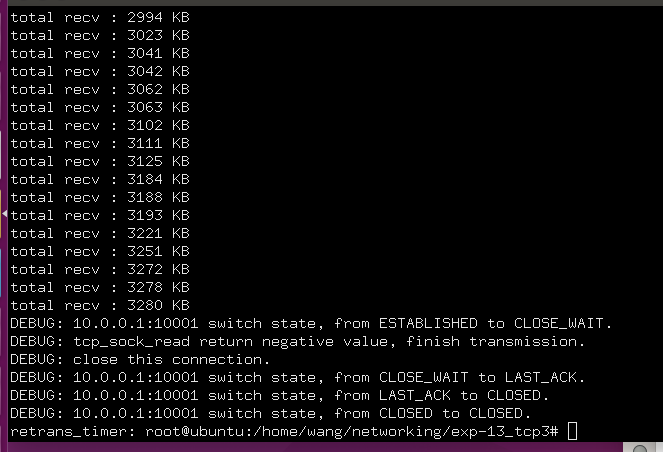 total recv : 2994 KB
total recv : 3023 KB
total recv : 3041 KB
total recv : 3042 KB
total recv : 3062 KB
total recv : 3063 KB
total recv : 3102 KB
total recv : 3111 KB
total recv : 3125 KB
total recv : 3184 KB
total recv : 3188 KB
total recv : 3193 KB
total recv : 3221 KB
total recv : 3251 KB
total recv : 3272 KB
total recv : 3278 KB
total recv : 3280 KB
DEBUG: 10.0.0.1:10001 switch state, from ESTABLISHED to CLOSE_WAIT.
DEBUG: tcp_sock_read return negative value, finish transmission.
DEBUG: close this connection.
DEBUG: 10.0.0.1:10001 switch state, from CLOSE_WAIT to LAST_ACK.
DEBUG: 10.0.0.1:10001 switch state, from LAST_ACK to CLOSED.
DEBUG: 10.0.0.1:10001 switch state, from CLOSED to CLOSED.
retrans_timer: root@ubuntu:/home/wang/networking/exp-13_tcp3#